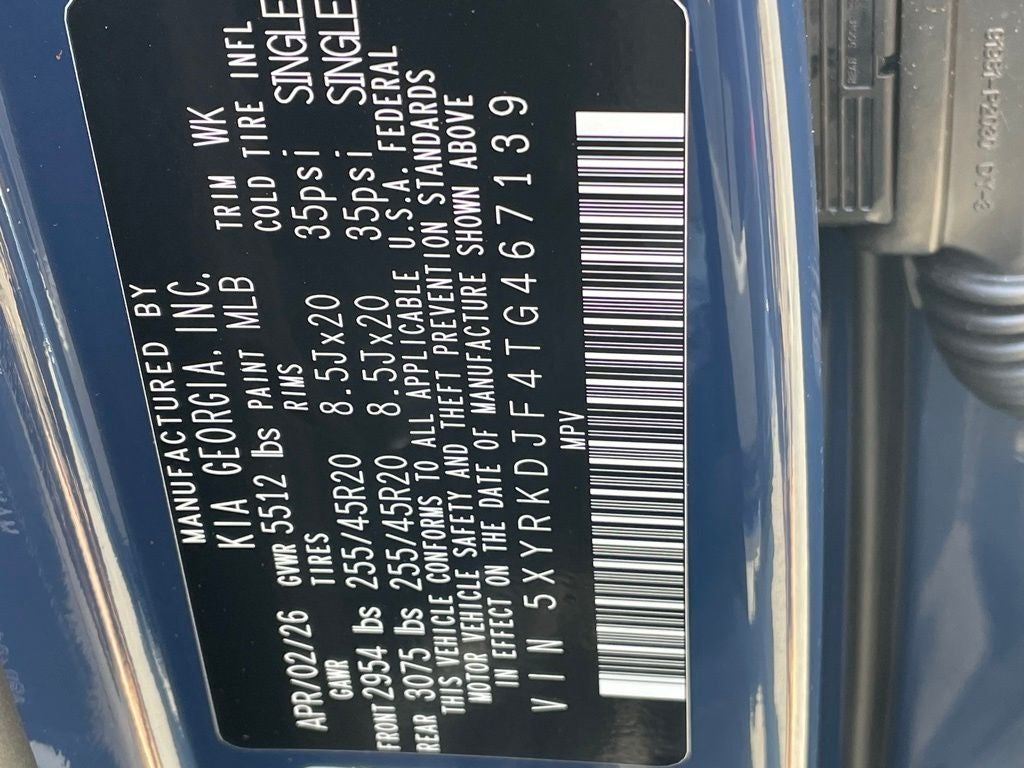 MANUFACTURED BY
KIA GEORGIA, INC.
APR/02/26 GVWR 5512 lbs PAINT MLB TRIM WK
GAWR TIRES RIMS COLD TIRE INFL
FRONT 2954 lbs 255/45R20 8.5Jx20 35psi SINGLE
REAR 3075 lbs 255/45R20 8.5Jx20 35psi SINGLE
THIS VEHICLE CONFORMS TO ALL APPLICABLE U.S.A. FEDERAL
MOTOR VEHICLE SAFETY AND THEFT PREVENTION STANDARDS
IN EFFECT ON THE DATE OF MANUFACTURE SHOWN ABOVE
VIN 5XYRKDJF4TG467139
MPV